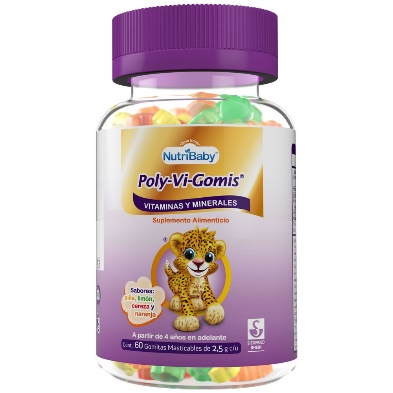 NutriBaby
Poly-Vi-Gomis®
VITAMINAS Y MINERALES
Suplemento Alimenticio
®
Sabores:
piña, limón,
cereza y
naranja
A partir de 4 años en adelante
Cont. 60 Gomitas Masticables de 2,5 g c/u